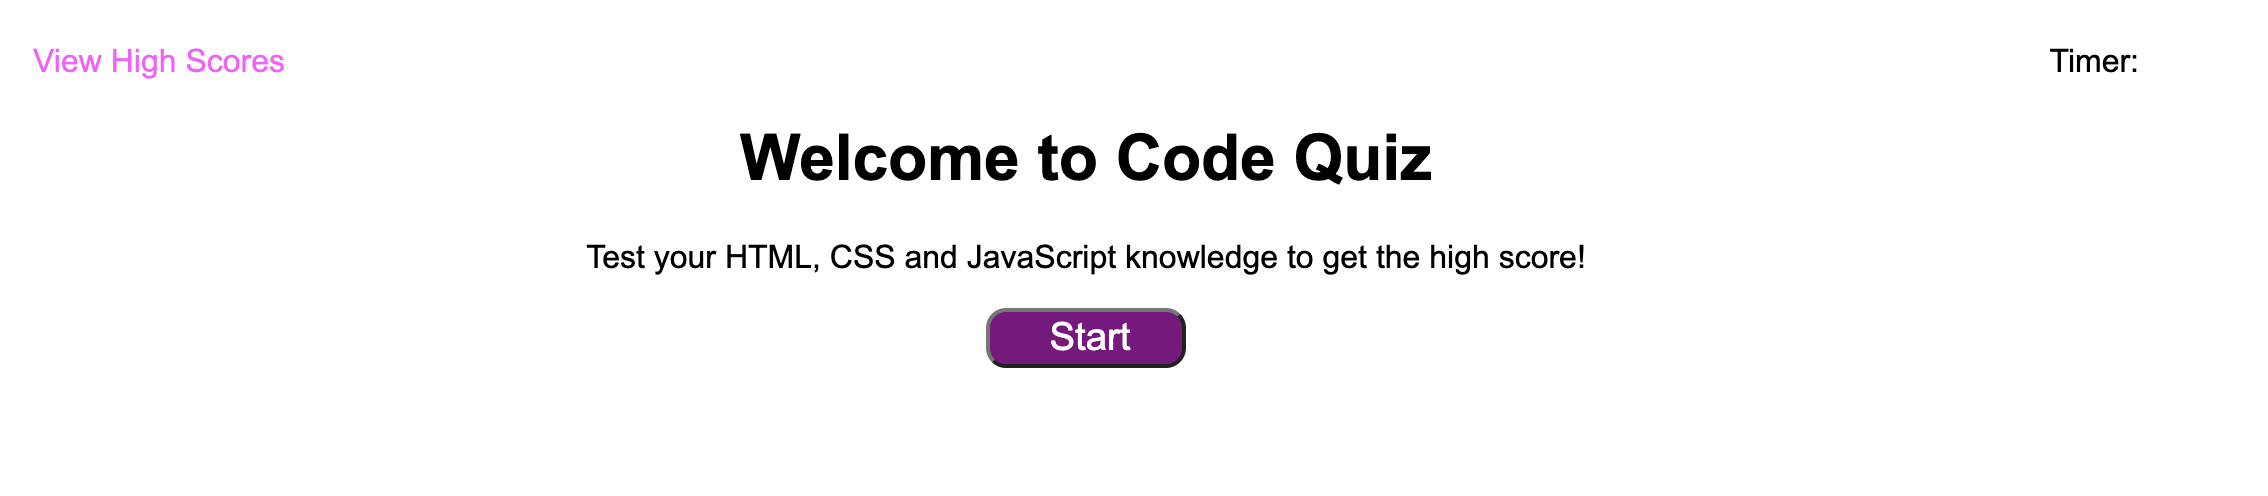 View High Scores
Timer:
Welcome to Code Quiz
Test your HTML, CSS and JavaScript knowledge to get the high score!
Start